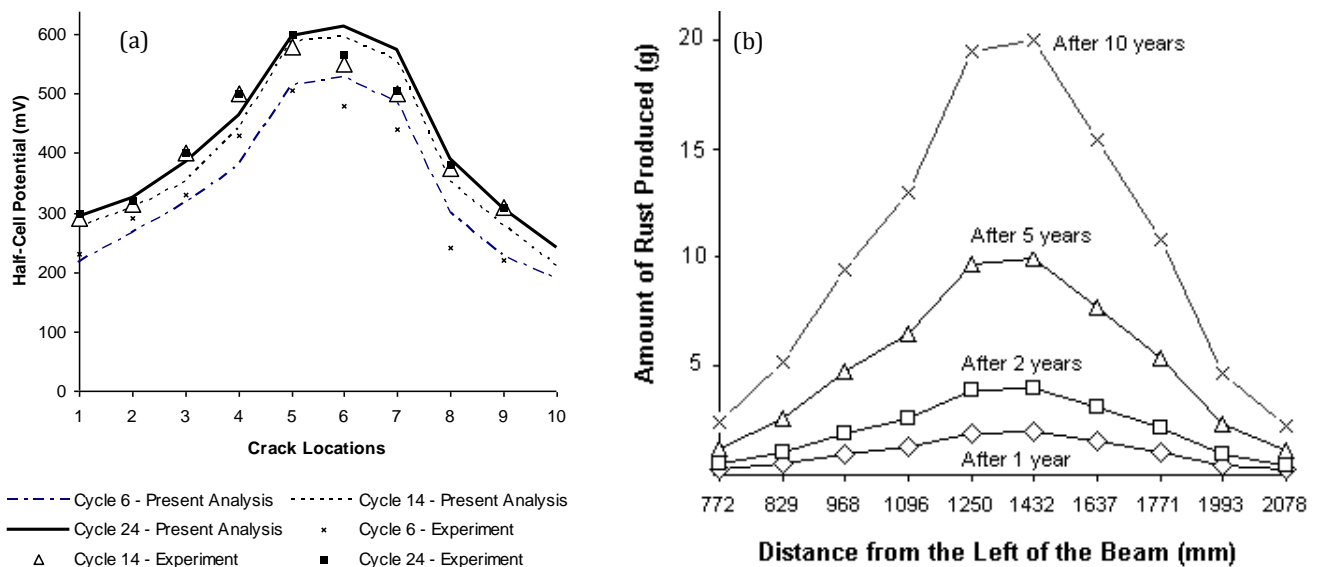 (a)
600
500
400
300
200
100
0
Half-Cell Potential (mV)
1 2 3 4 5 6 7 8 9 10
Crack Locations
Cycle 6 - Present Analysis
Cycle 14 - Present Analysis
Cycle 24 - Present Analysis
Cycle 6 - Experiment
Cycle 14 - Experiment
Cycle 24 - Experiment
(b)
20
15
10
5
Amount of Rust Produced (g)
After 10 years
After 5 years
After 2 years
After 1 year
772 829 968 1096 1250 1432 1637 1771 1993 2078
Distance from the Left of the Beam (mm)